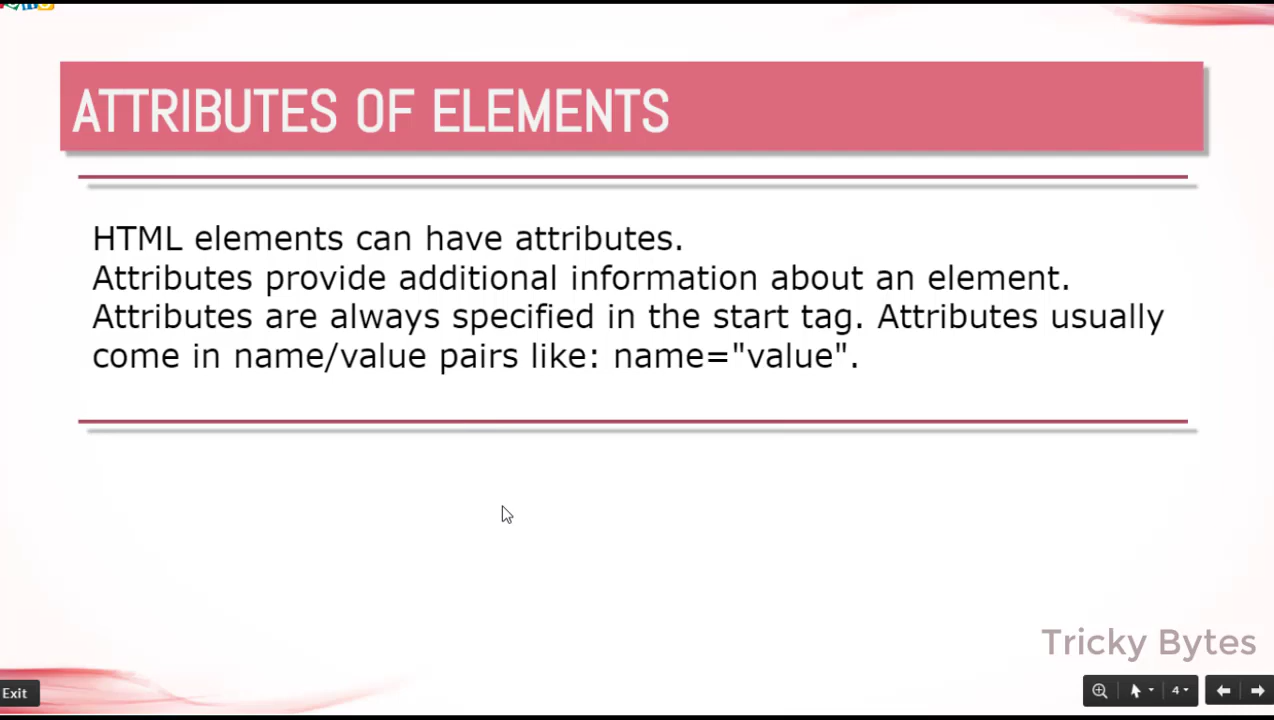 ATTRIBUTES OF ELEMENTS
HTML elements can have attributes.
Attributes provide additional information about an element.
Attributes are always specified in the start tag. Attributes usually
come in name/value pairs like: name="value".
Tricky Bytes
Exit
4